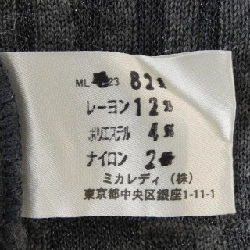 ML 23 82%
レーヨン 12%
ポリエステル 4%
ナイロン 2%
ミカレディ (株)
東京都中央区銀座1-11-1